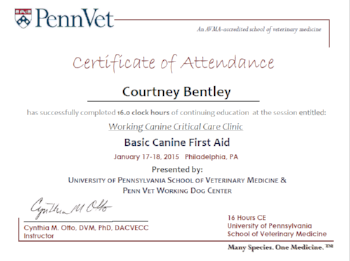 PennVet
An AVMA-accredited school of veterinary medicine
Certificate of Attendance
Courtney Bentley
has successfully completed 16.0 clock hours of continuing education at the session entitled:
Working Canine Critical Care Clinic
Basic Canine First Aid
January 17-18, 2015 Philadelphia, PA
Presented by:
UNIVERSITY OF PENNSYLVANIA SCHOOL OF VETERINARY MEDICINE &
PENN VET WORKING DOG CENTER
Cynthia M Otto
Cynthia M. Otto, DVM, PhD, DACVECC
Instructor
16 Hours CE
University of Pennsylvania
School of Veterinary Medicine
Many Species. One Medicine.™